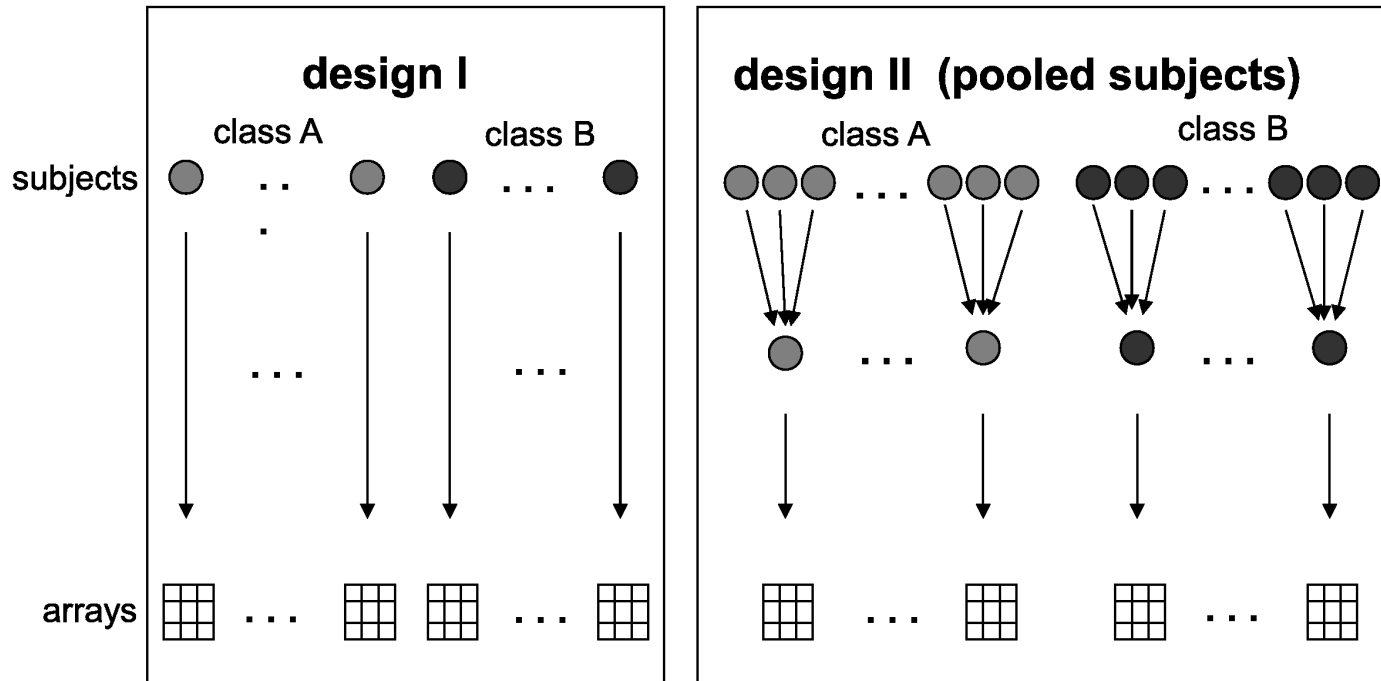 design I
class A
class B
subjects
. .
.
. . .
. . .
. . .
arrays
. . .
. . .
design II (pooled subjects)
class A
class B
. . .
. . .
. . .
. . .
. . .
. . .